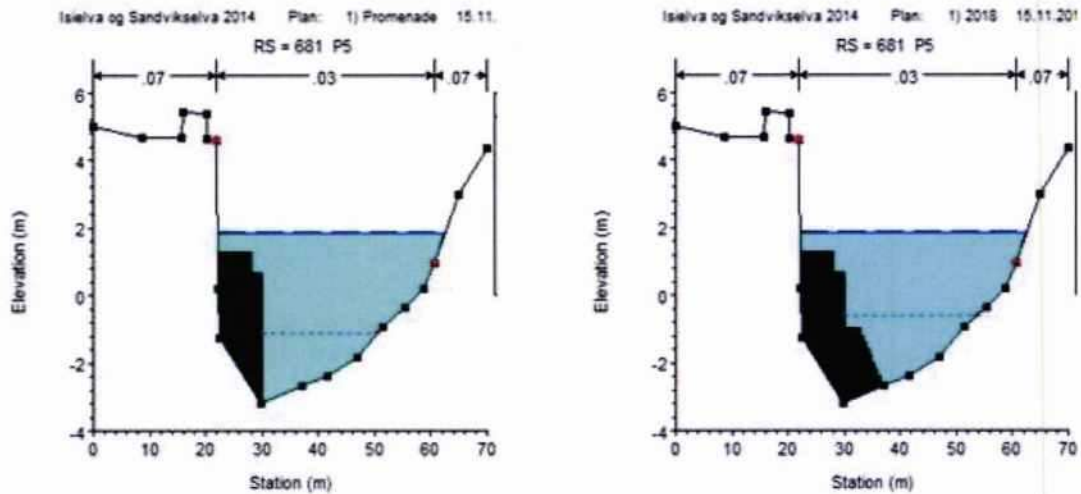 Isielva og Sandvikselva 2014 Plan: 1) Promenade 15.11.
RS = 681 P5
.07 .03 .07
6
4
2
0
-2
-4
Elevation (m)
0 10 20 30 40 50 60 70
Station (m)
Isielva og Sandvikselva 2014 Plan: 1) 2018 15.11.201
RS = 681 P5
.07 .03 .07
6
4
2
0
-2
-4
Elevation (m)
0 10 20 30 40 50 60 70
Station (m)